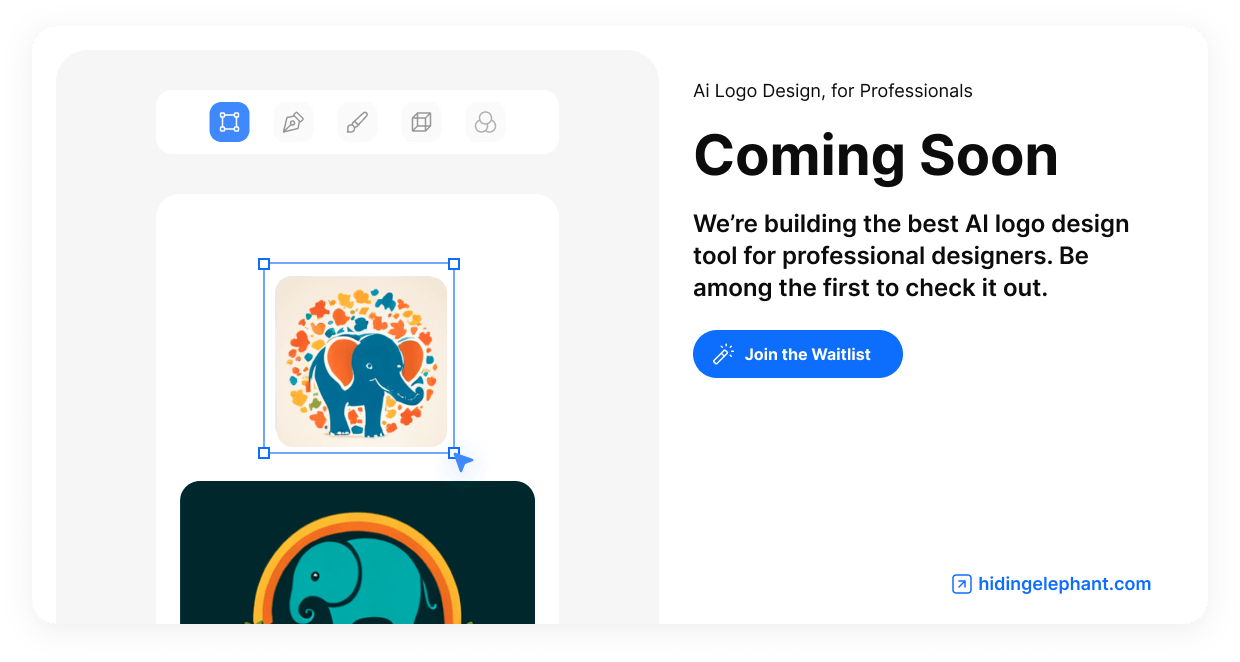 Ai Logo Design, for Professionals
Coming Soon
We’re building the best AI logo design
tool for professional designers. Be
among the first to check it out.
Join the Waitlist
hidingelephant.com